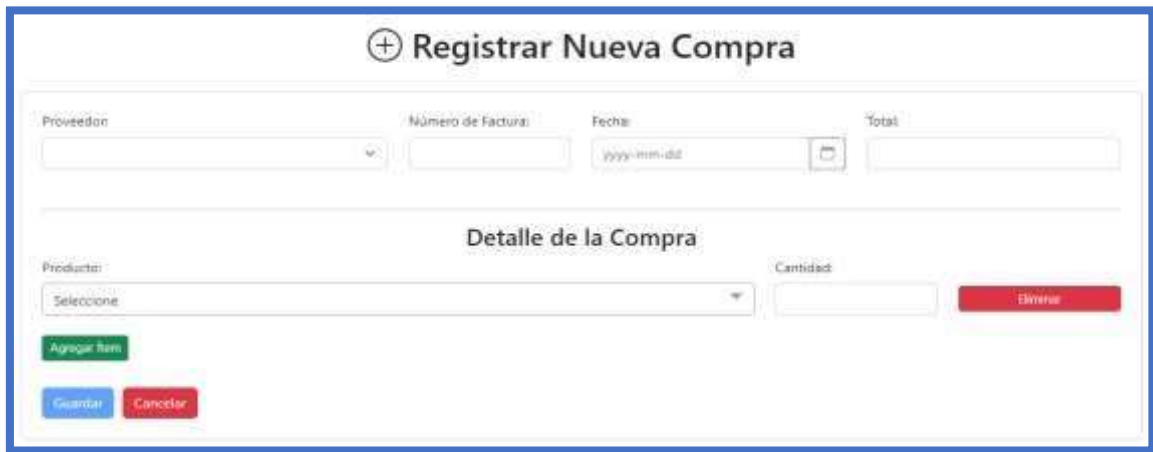 Registrar Nueva Compra
Proveedor: Número de Factura: Fecha: Total:
yyyy-mm-dd
Detalle de la Compra
Producto: Cantidad:
Seleccione Eliminar
Agregar Ítem
Guardar Cancelar